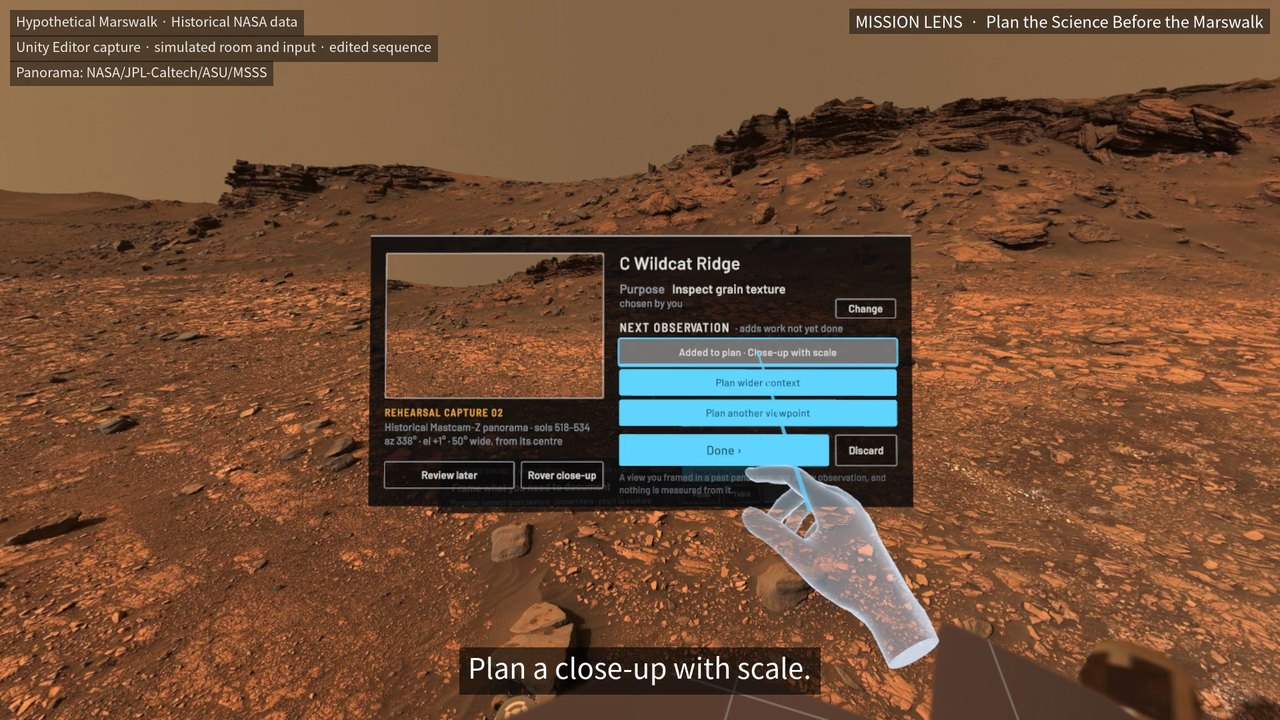 Hypothetical Marswalk · Historical NASA data
Unity Editor capture · simulated room and input · edited sequence
Panorama: NASA/JPL-Caltech/ASU/MSSS
MISSION LENS · Plan the Science Before the Marswalk
C Wildcat Ridge
Purpose Inspect grain texture
chosen by you
Change
NEXT OBSERVATION · adds work not yet done
Added to plan · Close-up with scale
Plan wider context
Plan another viewpoint
Done ›
Discard
A view you framed in a past observation, and
nothing is measured from it.
REHEARSAL CAPTURE 02
Historical Mastcam-Z panorama · sols 518-534
az 338° · el +1° · 50° wide, from its centre
Review later
Rover close-up
Plan a close-up with scale.